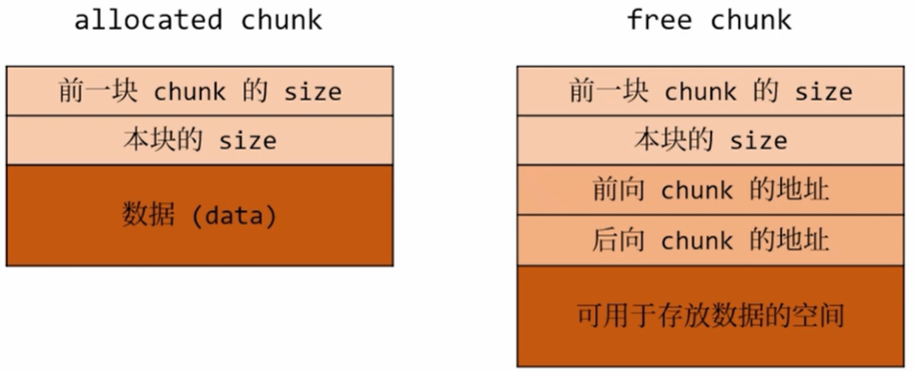 allocated chunk
前一块 chunk 的 size
本块的 size
数据 (data)
free chunk
前一块 chunk 的 size
本块的 size
前向 chunk 的地址
后向 chunk 的地址
可用于存放数据的空间